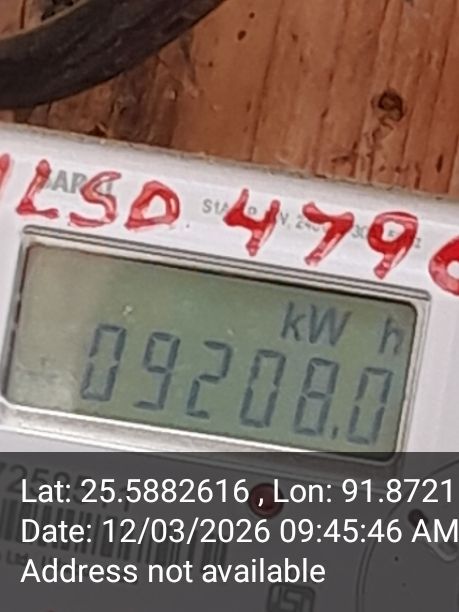 LSD 4790
kW h
09208.0
Lat: 25.5882616 , Lon: 91.8721
Date: 12/03/2026 09:45:46 AM
Address not available